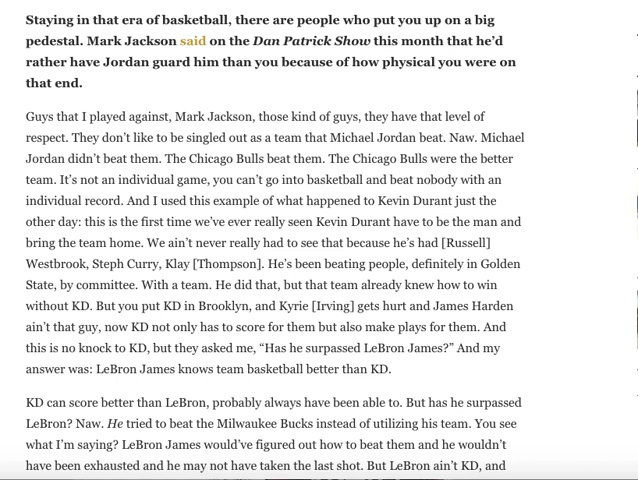 Staying in that era of basketball, there are people who put you up on a big
pedestal. Mark Jackson said on the Dan Patrick Show this month that he’d
rather have Jordan guard him than you because of how physical you were on
that end.
Guys that I played against, Mark Jackson, those kind of guys, they have that level of
respect. They don’t like to be singled out as a team that Michael Jordan beat. Naw. Michael
Jordan didn’t beat them. The Chicago Bulls beat them. The Chicago Bulls were the better
team. It’s not an individual game, you can’t go into basketball and beat nobody with an
individual record. And I used this example of what happened to Kevin Durant just the
other day: this is the first time we’ve ever really seen Kevin Durant have to be the man and
bring the team home. We ain’t never really had to see that because he’s had [Russell]
Westbrook, Steph Curry, Klay [Thompson]. He’s been beating people, definitely in Golden
State, by committee. With a team. He did that, but that team already knew how to win
without KD. But you put KD in Brooklyn, and Kyrie [Irving] gets hurt and James Harden
ain’t that guy, now KD not only has to score for them but also make plays for them. And
this is no knock to KD, but they asked me, “Has he surpassed LeBron James?” And my
answer was: LeBron James knows team basketball better than KD.
KD can score better than LeBron, probably always have been able to. But has he surpassed
LeBron? Naw. He tried to beat the Milwaukee Bucks instead of utilizing his team. You see
what I’m saying? LeBron James would’ve figured out how to beat them and he wouldn’t
have been exhausted and he may not have taken the last shot. But LeBron ain’t KD, and